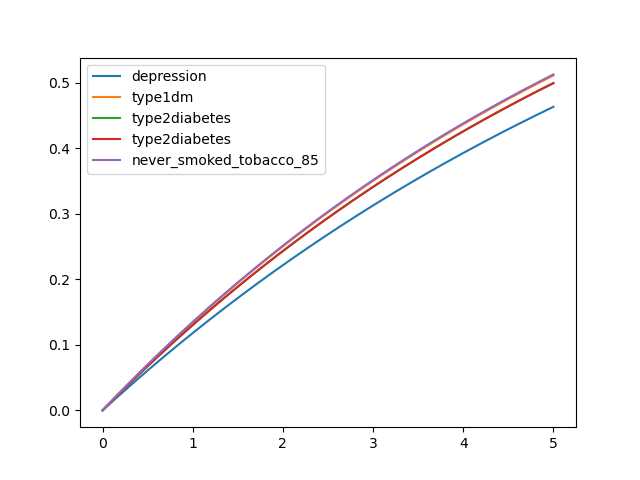 depression
type1dm
type2diabetes
type2diabetes
never_smoked_tobacco_85
0.5
0.4
0.3
0.2
0.1
0.0
0 1 2 3 4 5